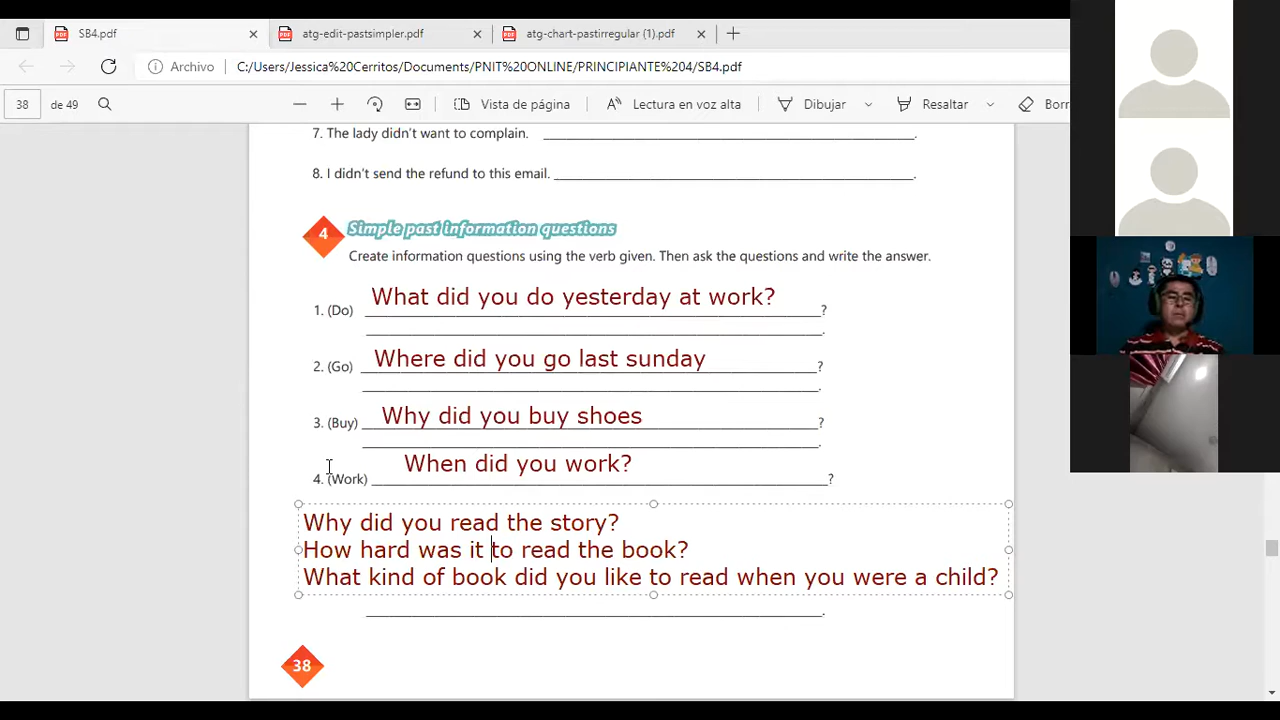 SB4.pdf
atg-edit-pastsimpler.pdf
atg-chart-pastirregular (1).pdf
Archivo
C:/Users/Jessica%20Cerritos/Documents/PNIT%20ONLINE/PRINCIPIANTE%204/SB4.pdf
38 de 49
Vista de página
Lectura en voz alta
Dibujar
Resaltar
Borr
7. The lady didn't want to complain. ____.
8. I didn't send the refund to this email. ____.
4 Simple past information questions
Create information questions using the verb given. Then ask the questions and write the answer.
1. (Do) What did you do yesterday at work? ?
2. (Go) Where did you go last sunday ?
3. (Buy) Why did you buy shoes ?
4. (Work) When did you work? ?
Why did you read the story?
How hard was it to read the book?
What kind of book did you like to read when you were a child?
38